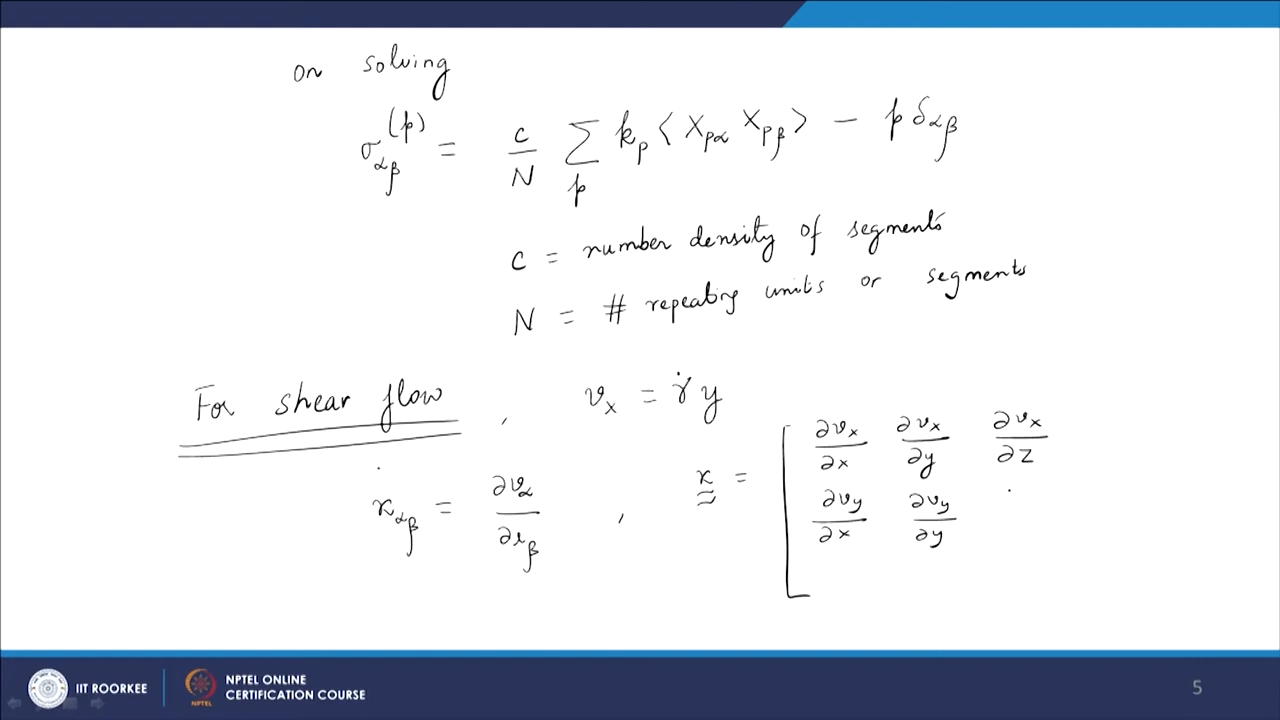 on solving
σ_αβ^(p) = c/N Σ_p k_p ⟨X_pα X_pβ⟩ − p δ_αβ
c = number density of segments
N = # repeating units or segments
For shear flow , v_x = γ̇ y
κ_αβ = ∂v_α/∂r_β , κ = [ ∂v_x/∂x ∂v_x/∂y ∂v_x/∂z
∂v_y/∂x ∂v_y/∂y
IIT ROORKEE
NPTEL
NPTEL ONLINE
CERTIFICATION COURSE
5